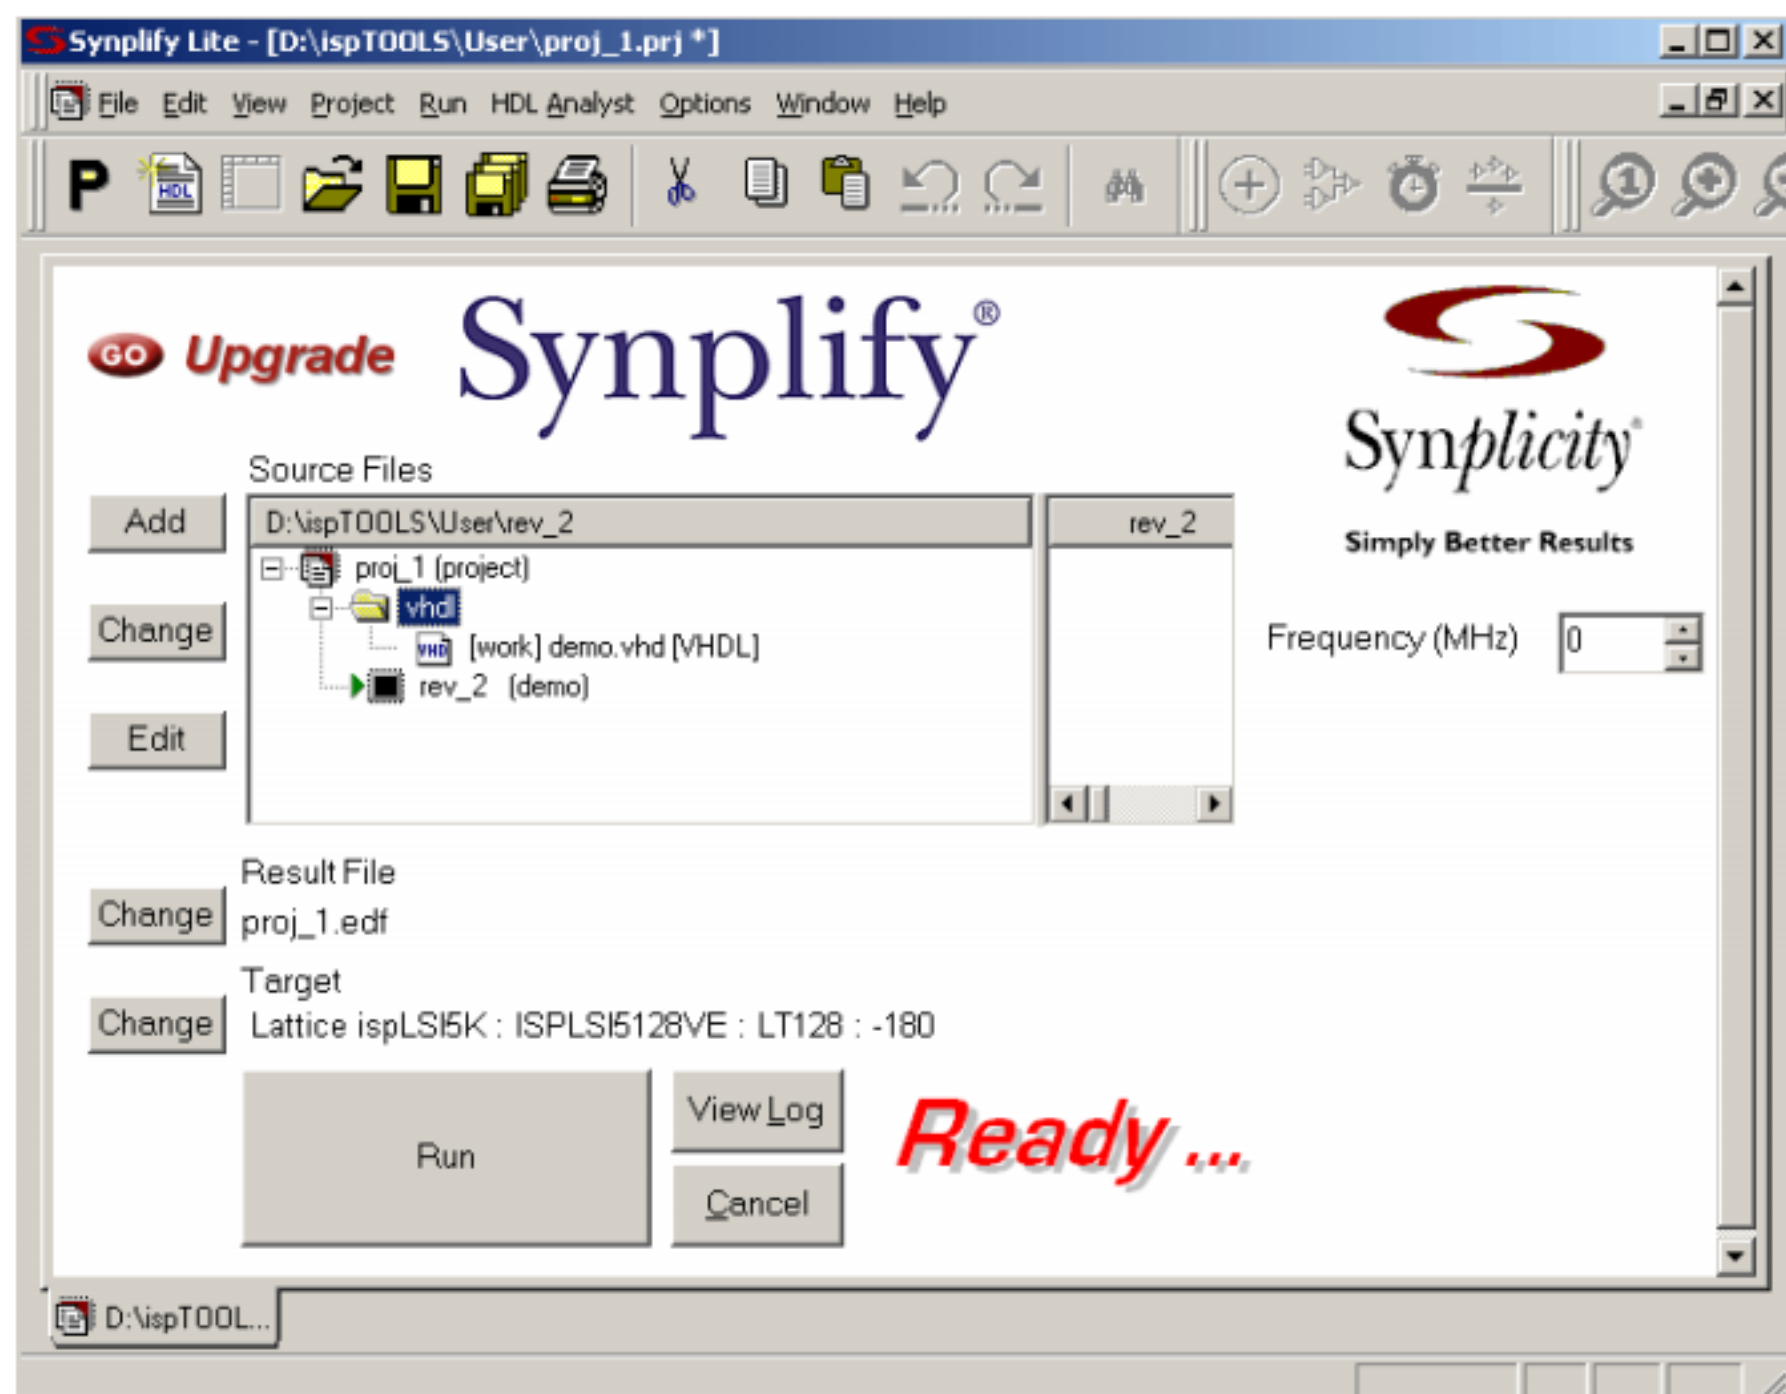 Synplify Lite - [D:\ispTOOLS\User\proj_1.prj *]
File Edit View Project Run HDL Analyst Options Window Help
P HDL 1
GO Upgrade Synplify®
Synplicity®
Simply Better Results
Source Files
Add D:\ispTOOLS\User\rev_2 rev_2
proj_1 (project)
vhdl
Change Frequency (MHz) 0
VHD [work] demo.vhd [VHDL]
rev_2 (demo)
Edit
Result File
Change proj_1.edf
Target
Change Lattice ispLSI5K : ISPLSI5128VE : LT128 : -180
Run View Log Ready ...
Cancel
D:\ispTOOL...